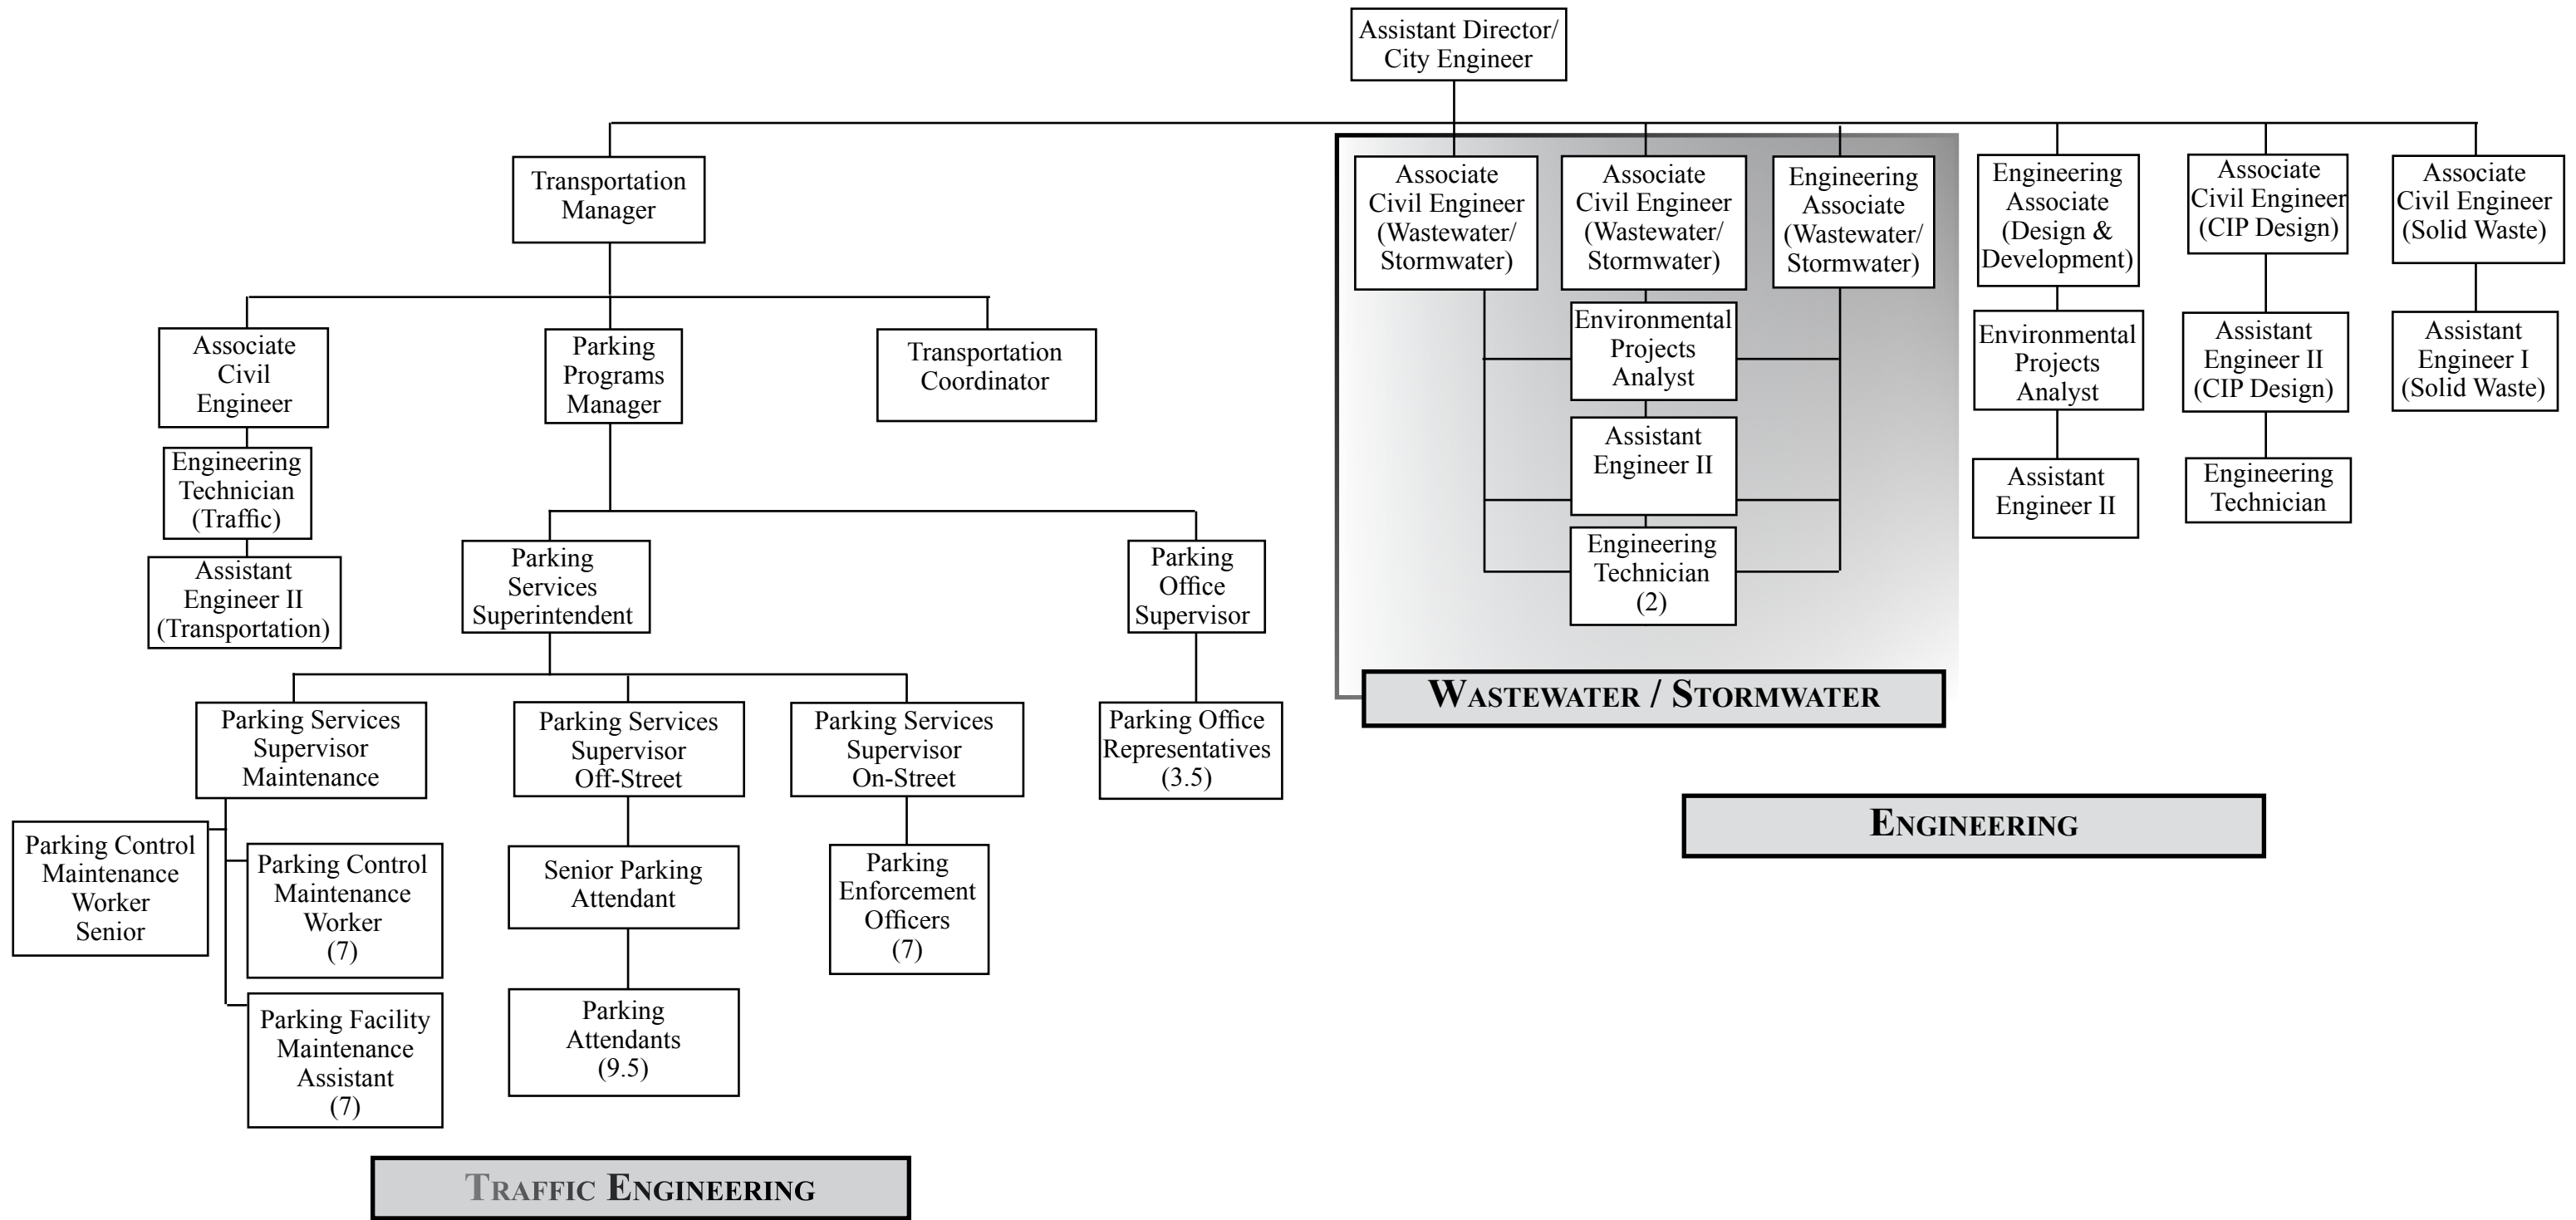 Assistant Director/
City Engineer
Transportation
Manager
Associate
Civil Engineer
(Wastewater/
Stormwater)
Associate
Civil Engineer
(Wastewater/
Stormwater)
Engineering
Associate
(Wastewater/
Stormwater)
Engineering
Associate
(Design &
Development)
Associate
Civil Engineer
(CIP Design)
Associate
Civil Engineer
(Solid Waste)
Associate
Civil
Engineer
Parking
Programs
Manager
Transportation
Coordinator
Environmental
Projects
Analyst
Environmental
Projects
Analyst
Assistant
Engineer II
(CIP Design)
Assistant
Engineer I
(Solid Waste)
Engineering
Technician
(Traffic)
Assistant
Engineer II
Assistant
Engineer II
Engineering
Technician
Assistant
Engineer II
(Transportation)
Parking
Services
Superintendent
Parking
Office
Supervisor
Engineering
Technician
(2)
WASTEWATER / STORMWATER
Parking Services
Supervisor
Maintenance
Parking Services
Supervisor
Off-Street
Parking Services
Supervisor
On-Street
Parking Office
Representatives
(3.5)
ENGINEERING
Parking Control
Maintenance
Worker
Senior
Parking Control
Maintenance
Worker
(7)
Senior Parking
Attendant
Parking
Enforcement
Officers
(7)
Parking Facility
Maintenance
Assistant
(7)
Parking
Attendants
(9.5)
TRAFFIC ENGINEERING